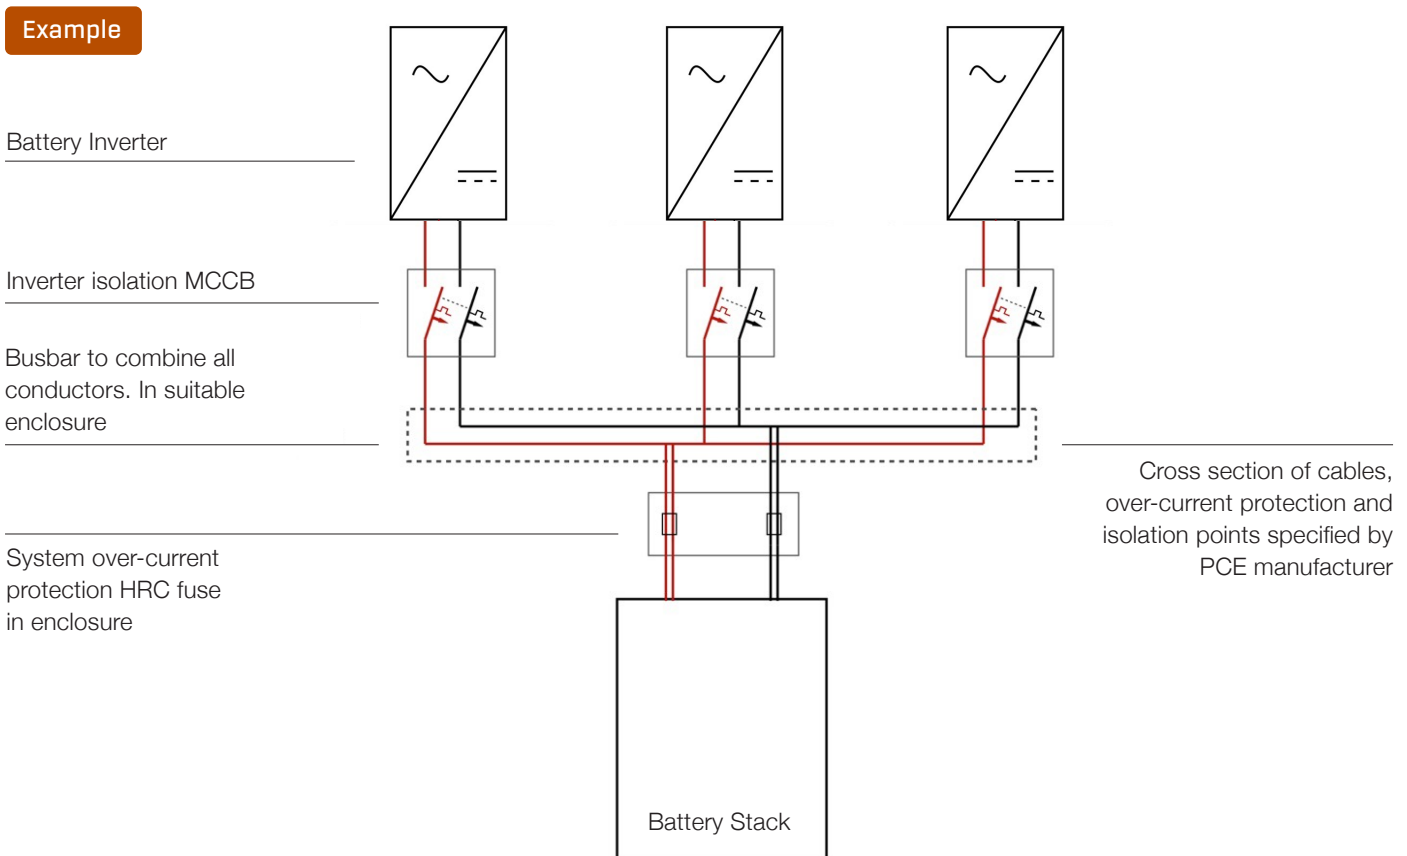 Example
Battery Inverter
Inverter isolation MCCB
Busbar to combine all
conductors. In suitable
enclosure
Cross section of cables,
over-current protection and
isolation points specified by
PCE manufacturer
System over-current
protection HRC fuse
in enclosure
Battery Stack